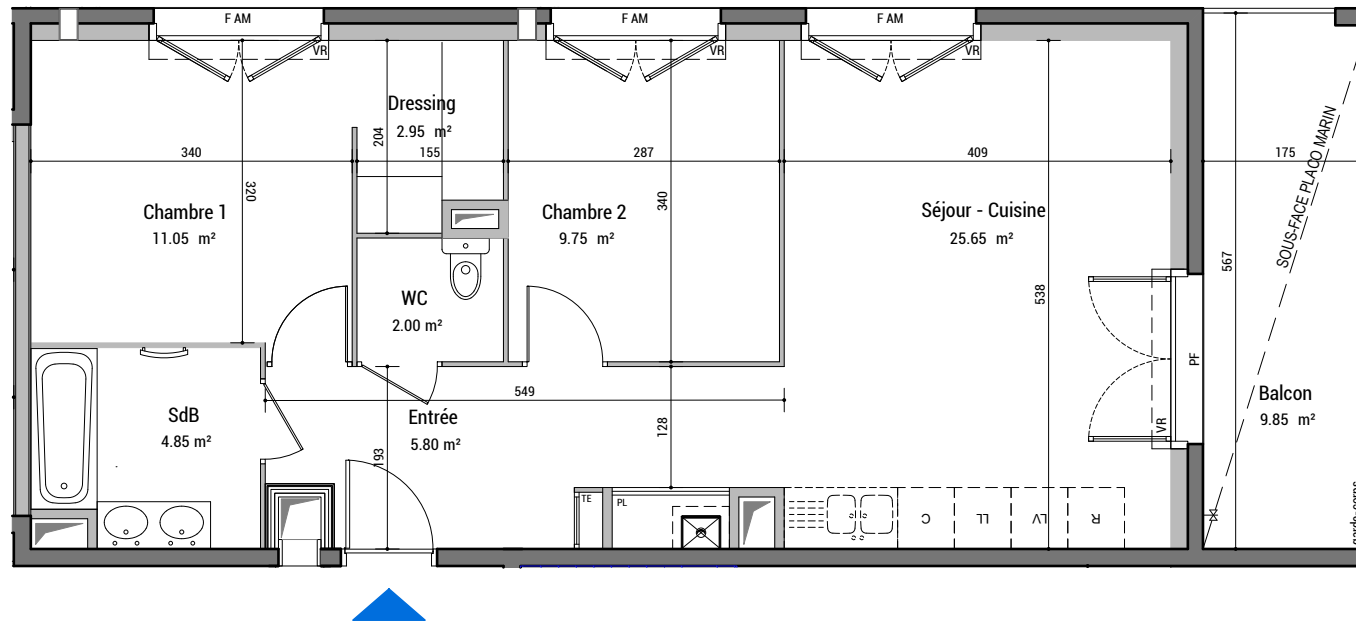 F AM
F AM
F AM
VR
VR
VR
Dressing
2.95 m²
204
340
155
287
409
175
320
340
Chambre 1
11.05 m²
Chambre 2
9.75 m²
Séjour - Cuisine
25.65 m²
SOUS-FACE PLACO MARIN
567
538
WC
2.00 m²
PF
VR
549
SdB
4.85 m²
Entrée
5.80 m²
193
128
Balcon
9.85 m²
TE
PL
C
LL
LV
R